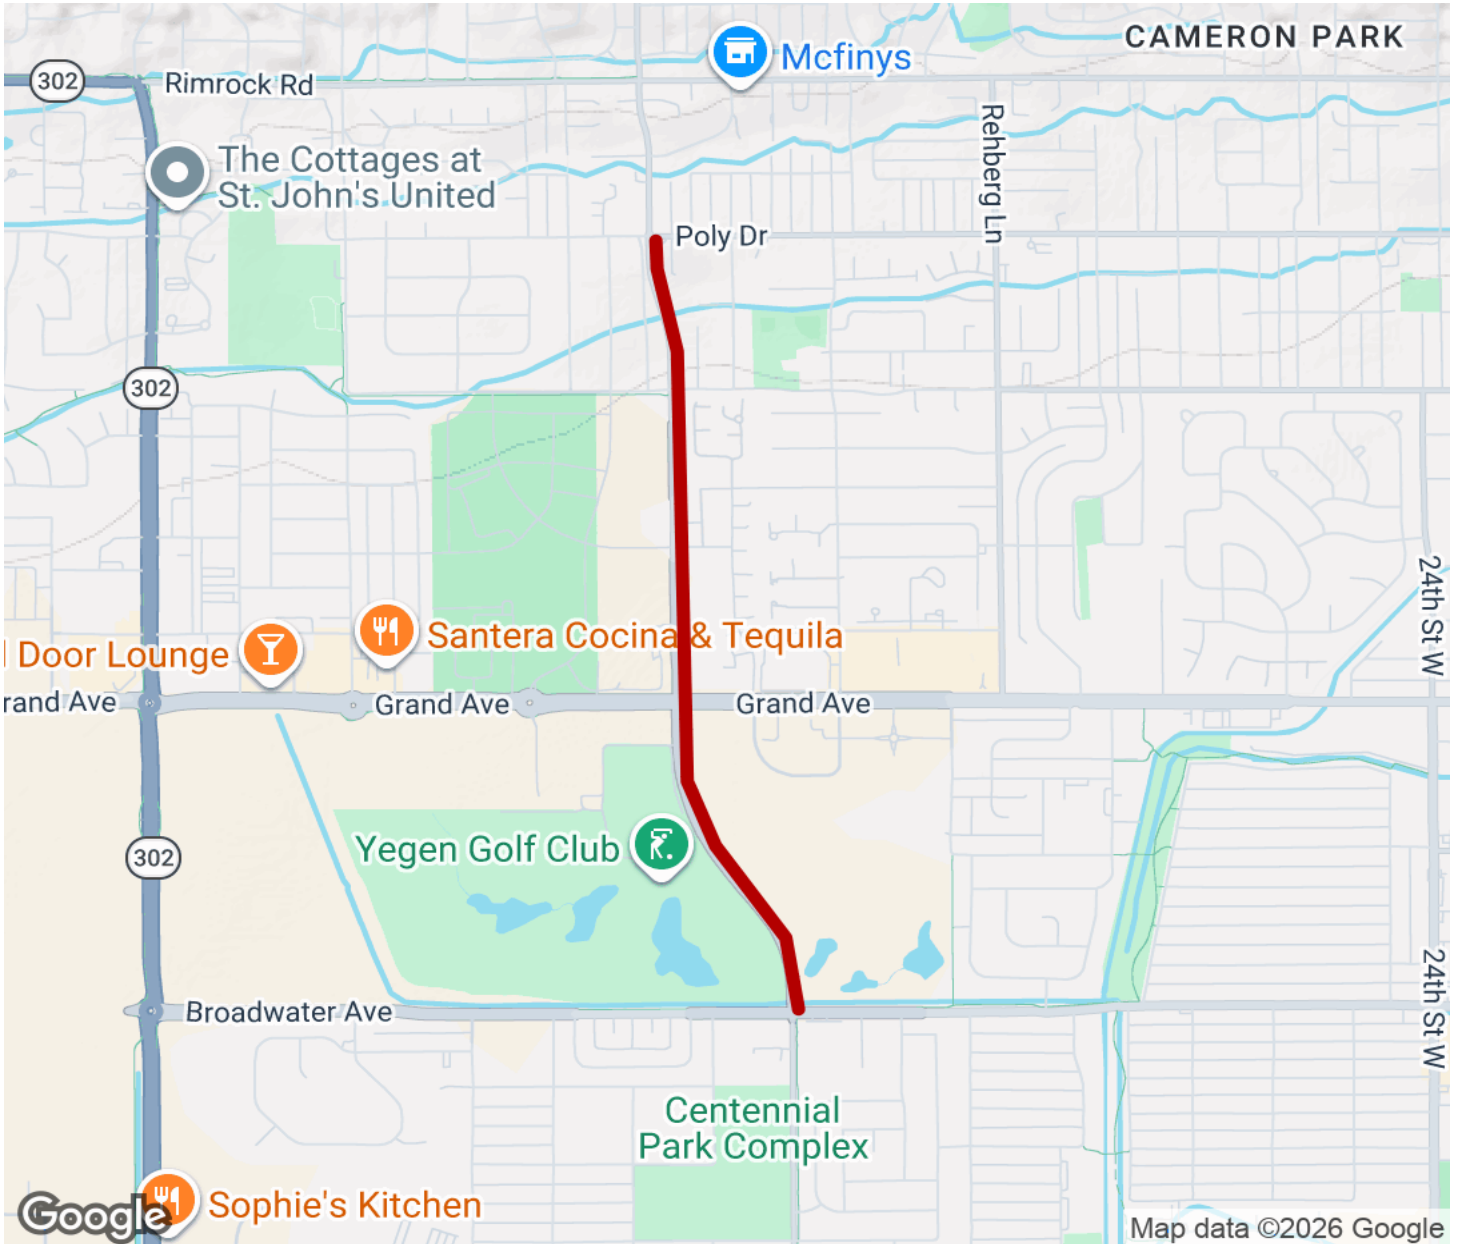 CAMERON PARK
Mcfinys
302
Rimrock Rd
Rehberg Ln
The Cottages at
St. John's United
Poly Dr
302
24th St W
Santera Cocina & Tequila
l Door Lounge
rand Ave
Grand Ave
Grand Ave
Yegen Golf Club
302
24th St W
Broadwater Ave
Centennial
Park Complex
Sophie's Kitchen
Google
Map data ©2026 Google